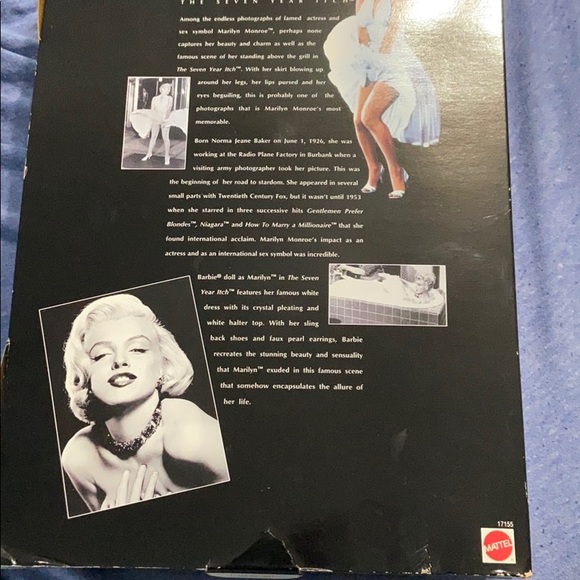 THE SEVEN YEAR ITCH™
Among the endless photographs of famed actress and
sex symbol Marilyn Monroe™, perhaps none
captures her beauty and charm as well as the
famous scene of her standing above the grill in
The Seven Year Itch™. With her skirt blowing up
around her legs, her lips pursed and her
eyes beguiling, this is probably one of the
photographs that is Marilyn Monroe's most
memorable.
Born Norma Jeane Baker on June 1, 1926, she was
working at the Radio Plane Factory in Burbank when a
visiting army photographer took her picture. This was
the beginning of her road to stardom. She appeared in several
small parts with Twentieth Century Fox, but it wasn't until 1953
when she starred in three successive hits Gentlemen Prefer
Blondes™, Niagara™ and How To Marry a Millionaire™ that she
found international acclaim. Marilyn Monroe's impact as an
actress and as an international sex symbol was incredible.
Barbie® doll as Marilyn™ in The Seven
Year Itch™ features her famous white
dress with its crystal pleating and
white halter top. With her sling
back shoes and faux pearl earrings, Barbie
recreates the stunning beauty and sensuality
that Marilyn™ exuded in this famous scene
that somehow encapsulates the allure of
her life.
17155
MATTEL